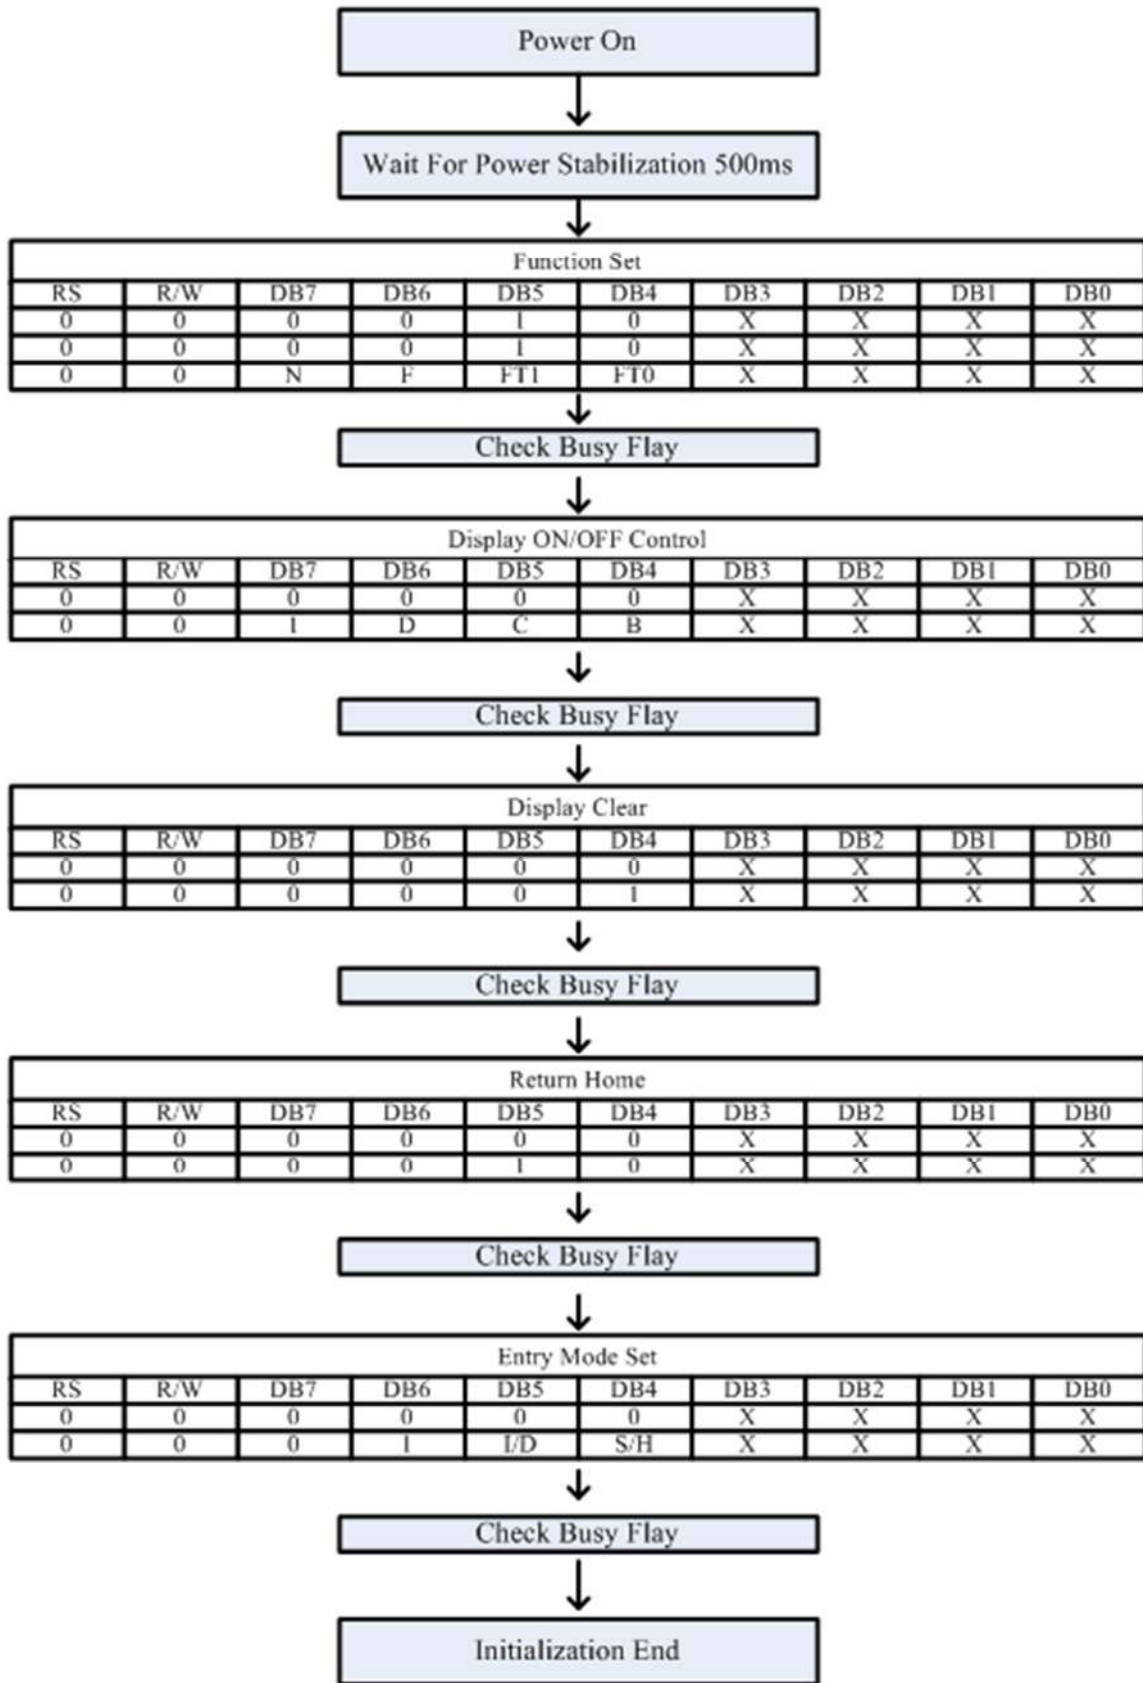 Power On
Wait For Power Stabilization 500ms
Function Set
RS R/W DB7 DB6 DB5 DB4 DB3 DB2 DB1 DB0
0 0 0 0 1 0 X X X X
0 0 0 0 1 0 X X X X
0 0 N F FT1 FT0 X X X X
Check Busy Flay
Display ON/OFF Control
RS R/W DB7 DB6 DB5 DB4 DB3 DB2 DB1 DB0
0 0 0 0 0 0 X X X X
0 0 1 D C B X X X X
Check Busy Flay
Display Clear
RS R/W DB7 DB6 DB5 DB4 DB3 DB2 DB1 DB0
0 0 0 0 0 0 X X X X
0 0 0 0 0 1 X X X X
Check Busy Flay
Return Home
RS R/W DB7 DB6 DB5 DB4 DB3 DB2 DB1 DB0
0 0 0 0 0 0 X X X X
0 0 0 0 1 0 X X X X
Check Busy Flay
Entry Mode Set
RS R/W DB7 DB6 DB5 DB4 DB3 DB2 DB1 DB0
0 0 0 0 0 0 X X X X
0 0 0 1 I/D S/H X X X X
Check Busy Flay
Initialization End